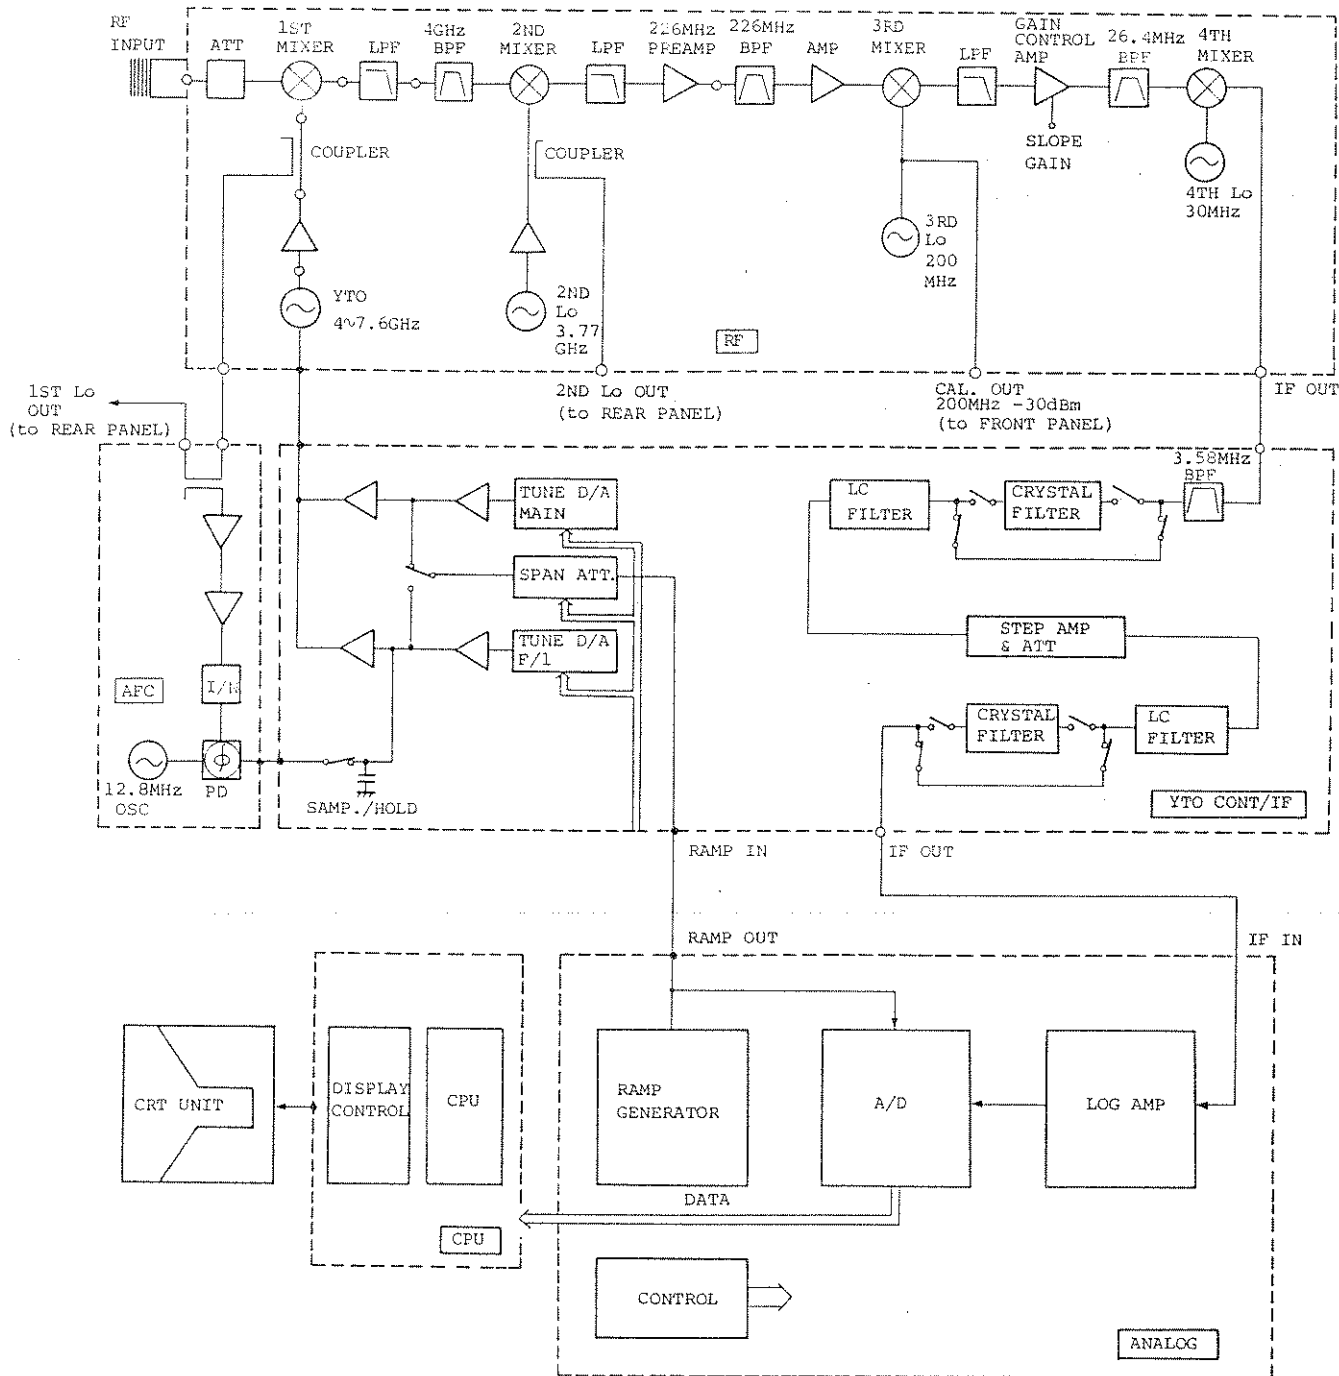 RF
INPUT
ATT
1ST
MIXER
LPF
4GHz
BPF
2ND
MIXER
LPF
226MHz
PREAMP
226MHz
BPF
AMP
3RD
MIXER
LPF
GAIN
CONTROL
AMP
26.4MHz
BPF
4TH
MIXER
COUPLER
COUPLER
SLOPE
GAIN
4TH Lo
30MHz
3RD
Lo
200
MHz
YTO
4~7.6GHz
2ND
Lo
3.77
GHz
RF
1ST Lo
OUT
(to REAR PANEL)
2ND Lo OUT
(to REAR PANEL)
CAL. OUT
200MHz -30dBm
(to FRONT PANEL)
IF OUT
3.58MHz
BPF
TUNE D/A
MAIN
LC
FILTER
CRYSTAL
FILTER
SPAN ATT.
TUNE D/A
F/1
STEP AMP
& ATT
AFC
I/N
CRYSTAL
FILTER
LC
FILTER
12.8MHz
OSC
PD
SAMP./HOLD
YTO CONT/IF
RAMP IN
IF OUT
RAMP OUT
IF IN
CRT UNIT
DISPLAY
CONTROL
CPU
RAMP
GENERATOR
A/D
LOG AMP
DATA
CPU
CONTROL
ANALOG